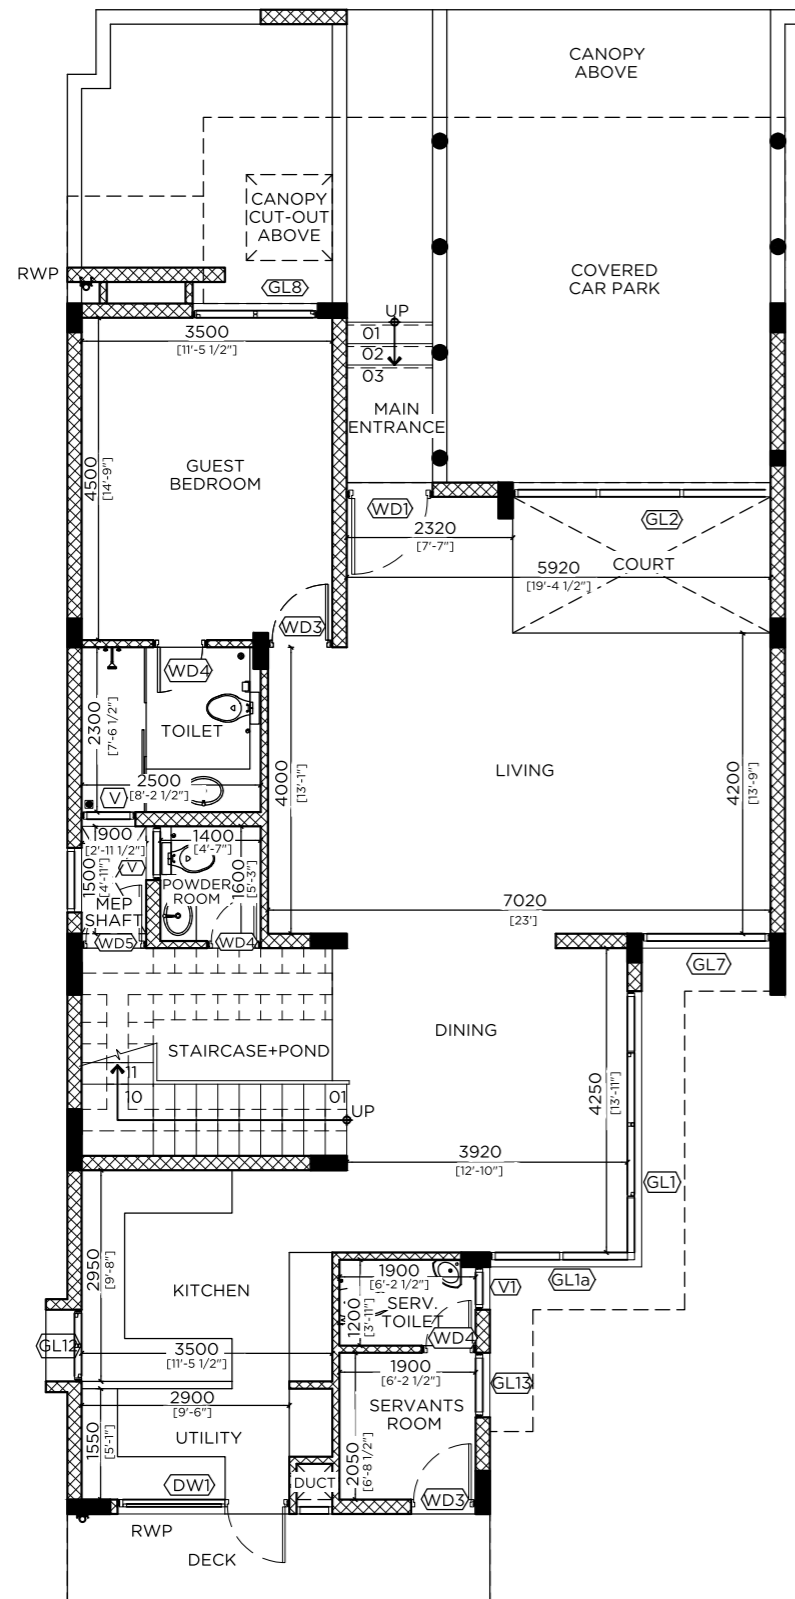 CANOPY
ABOVE
CANOPY
CUT-OUT
ABOVE
RWP
COVERED
CAR PARK
GL8
UP
3500
[11'-5 1/2"]
01
02
03
MAIN
ENTRANCE
4500
[14'-9"]
GUEST
BEDROOM
WD1
GL2
2320
[7'-7"]
5920
[19'-4 1/2"]
COURT
WD3
WD4
2300
[7'-6 1/2"]
TOILET
4000
[13'-1"]
LIVING
4200
[13'-9"]
2500
[8'-2 1/2"]
V
1900
[2'-11 1/2"]
1400
[4'-7"]
1500
[4'-11"]
V
POWDER
ROOM
1600
[5'-3"]
MEP
SHAFT
7020
[23']
WD5
WD4
GL7
DINING
STAIRCASE+POND
11
10
01
UP
4250
[13'-11"]
3920
[12'-10"]
GL1
2950
[9'-8"]
KITCHEN
1900
[6'-2 1/2"]
V1
GL1a
1200
[3'-11"]
SERV.
TOILET
WD4
GL12
3500
[11'-5 1/2"]
1900
[6'-2 1/2"]
GL13
2900
[9'-6"]
SERVANTS
ROOM
1550
[5'-1"]
UTILITY
2050
[6'-8 1/2"]
DW1
DUCT
WD3
RWP
DECK